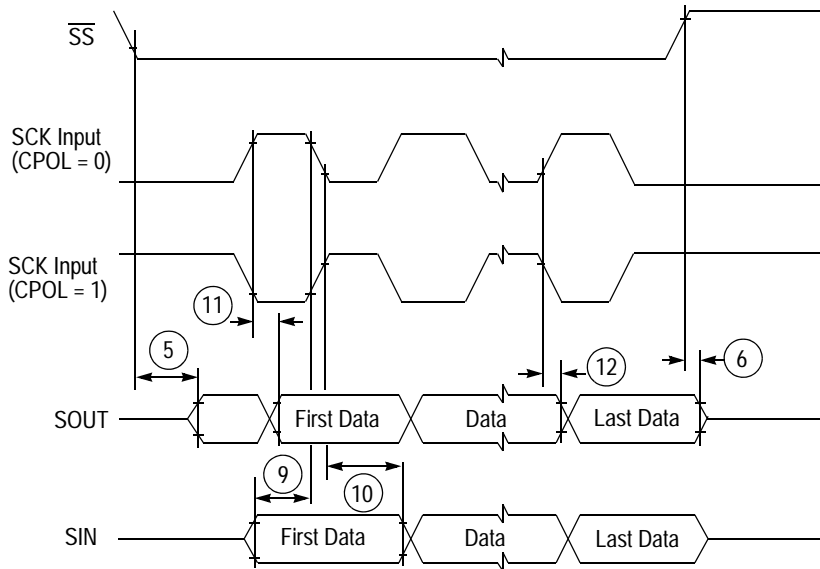 SS
SCK Input
(CPOL = 0)
SCK Input
(CPOL = 1)
11
5
12
6
SOUT
First Data
Data
Last Data
9
10
SIN
First Data
Data
Last Data